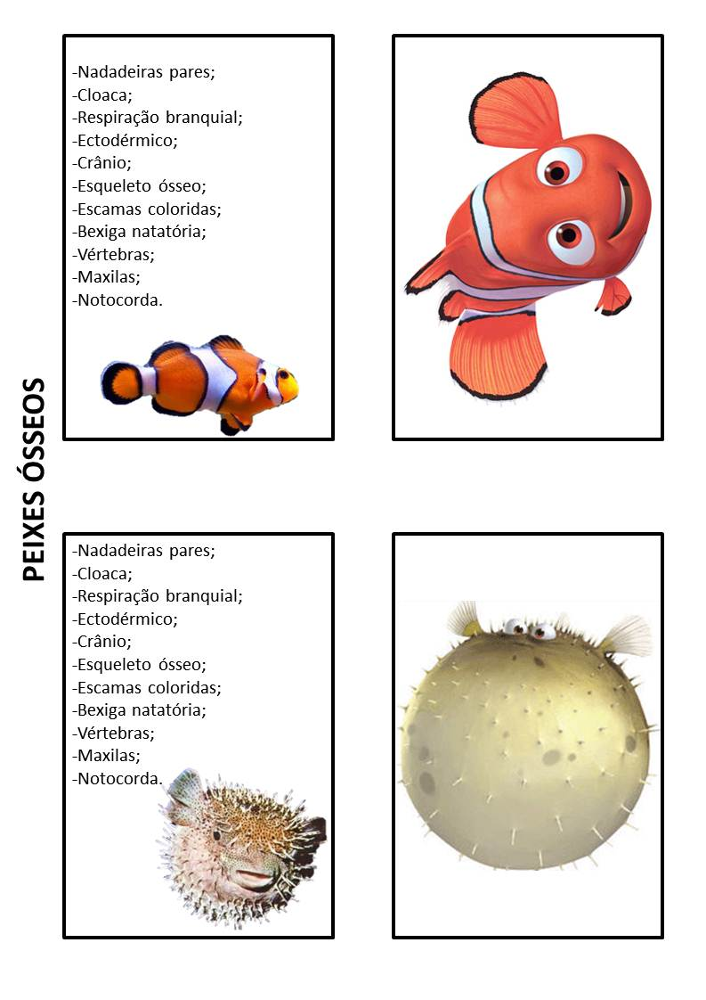 PEIXES ÓSSEOS
-Nadadeiras pares;
-Cloaca;
-Respiração branquial;
-Ectodérmico;
-Crânio;
-Esqueleto ósseo;
-Escamas coloridas;
-Bexiga natatória;
-Vértebras;
-Maxilas;
-Notocorda.
-Nadadeiras pares;
-Cloaca;
-Respiração branquial;
-Ectodérmico;
-Crânio;
-Esqueleto ósseo;
-Escamas coloridas;
-Bexiga natatória;
-Vértebras;
-Maxilas;
-Notocorda.